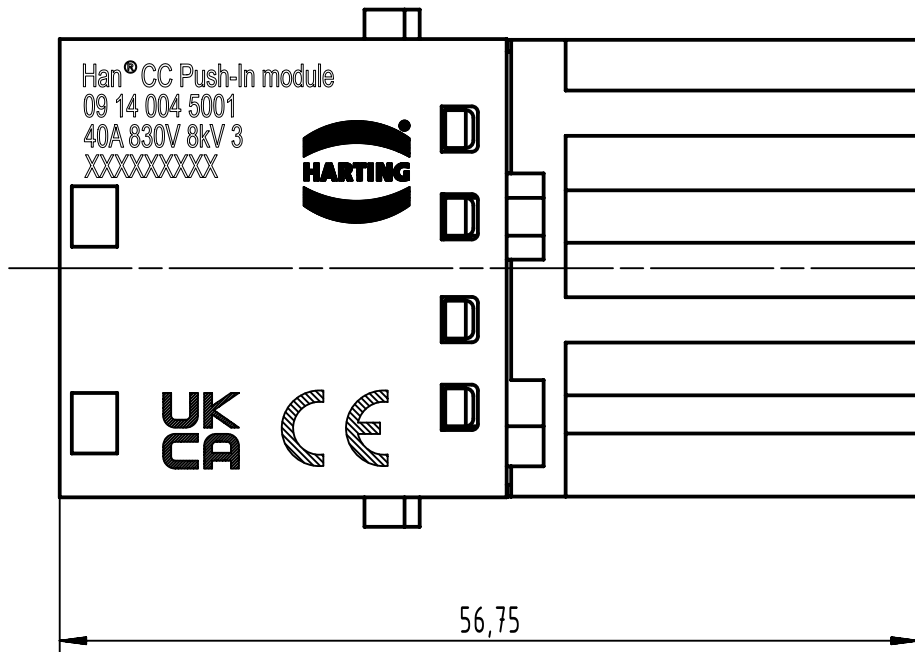 Han® CC Push-In module
09 14 004 5001
40A 830V 8kV 3
XXXXXXXXX
HARTING
UK
CA
CE
56,75